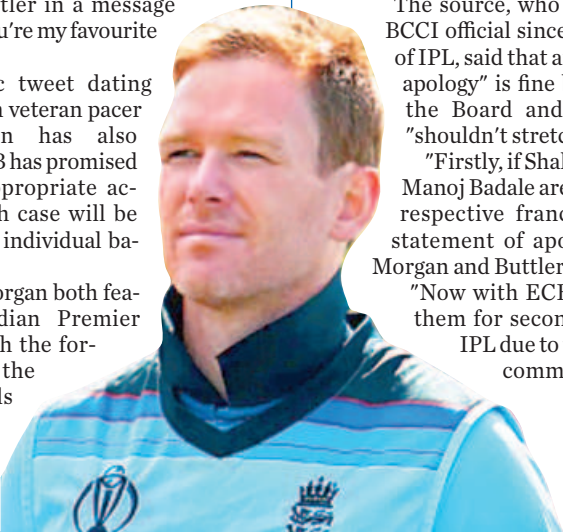 tler in a message
u're my favourite
c tweet dating
veteran pacer
n has also
B has promised
propriate ac-
h case will be
individual ba-
organ both fea-
dian Premier
h the for-
the
ls
The source, who
BCCI official since
of IPL, said that a
apology" is fine
the Board and
"shouldn't stretc
"Firstly, if Shal
Manoj Badale are
respective franc
statement of apo
Morgan and Buttler
"Now with ECB
them for secon
IPL due to
comm